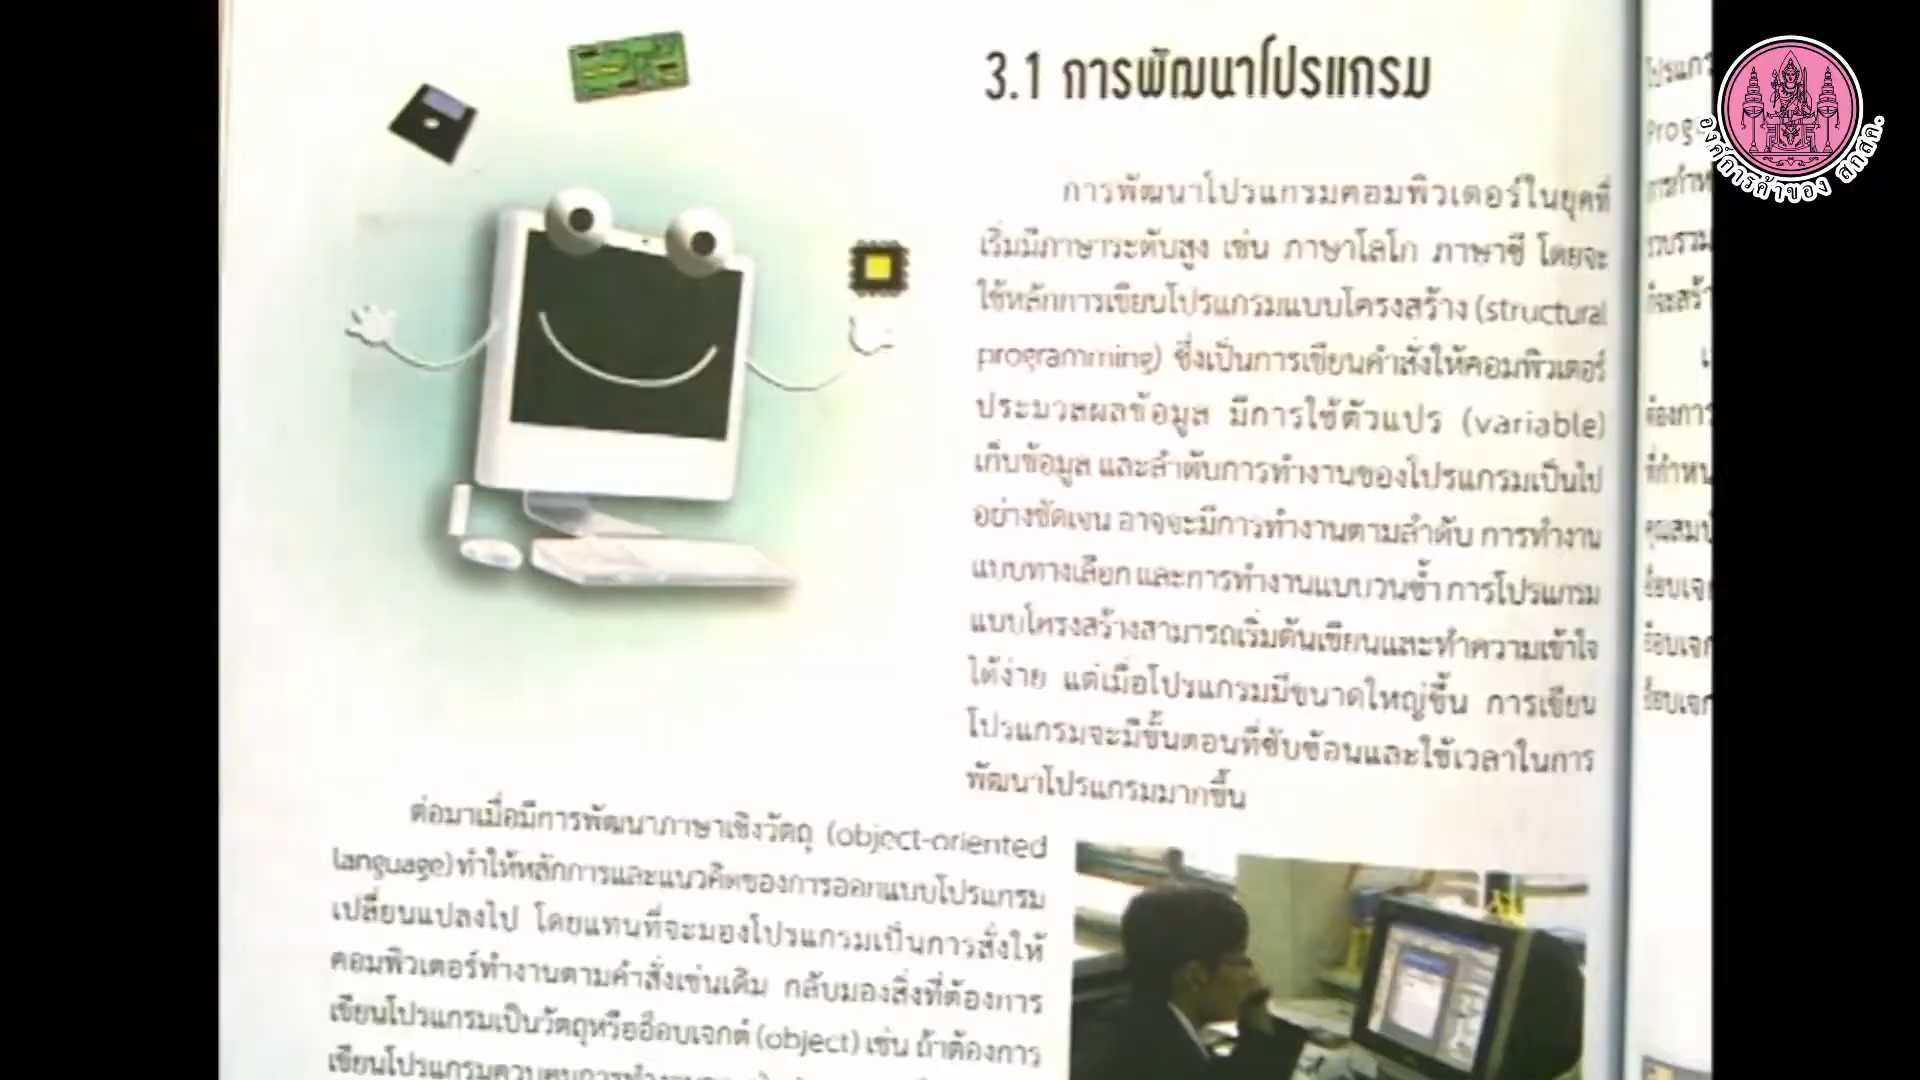 3.1 การพัฒนาโปรแกรม
การพัฒนาโปรแกรมคอมพิวเตอร์ในยุคที่
เริ่มมีภาษาระดับสูง เช่น ภาษาโลโก ภาษาซี โดยจะ
ใช้หลักการเขียนโปรแกรมแบบโครงสร้าง (structural
programming) ซึ่งเป็นการเขียนคำสั่งให้คอมพิวเตอร์
ประมวลผลข้อมูล มีการใช้ตัวแปร (variable)
เก็บข้อมูล และลำดับการทำงานของโปรแกรมเป็นไป
อย่างชัดเจน อาจจะมีการทำงานตามลำดับ การทำงาน
แบบทางเลือก และการทำงานแบบวนซ้ำ การโปรแกรม
แบบโครงสร้างสามารถเริ่มต้นเขียนและทำความเข้าใจ
ได้ง่าย แต่เมื่อโปรแกรมมีขนาดใหญ่ขึ้น การเขียน
โปรแกรมจะมีขั้นตอนที่ซับซ้อนและใช้เวลาในการ
พัฒนาโปรแกรมมากขึ้น
ต่อมาเมื่อมีการพัฒนาภาษาเชิงวัตถุ (object-oriented
language) ทำให้หลักการและแนวคิดของการออกแบบโปรแกรม
เปลี่ยนแปลงไป โดยแทนที่จะมองโปรแกรมเป็นการสั่งให้
คอมพิวเตอร์ทำงานตามคำสั่งเช่นเดิม กลับมองสิ่งที่ต้องการ
เขียนโปรแกรมเป็นวัตถุหรืออ็อบเจกต์ (object) เช่น ถ้าต้องการ
เขียนโปรแกรมควบคุมการทำงาน
องค์การค้าของ สกสค.